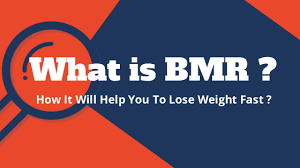 What is BMR ?
How It Will Help You To Lose Weight Fast ?